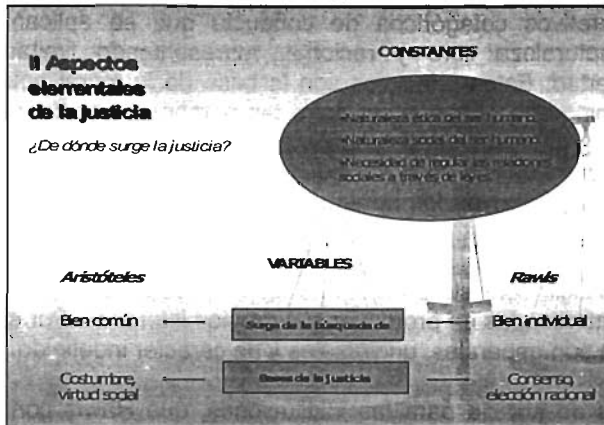 CONSTANTES
II Aspectos
elementales
de la justicia
¿De dónde surge la justicia?
•Naturaleza ética del ser humano.
•Naturaleza social del ser humano.
•Necesidad de regular las relaciones
sociales a través de leyes.
VARIABLES
Aristóteles
Rawls
Bien común
Surge de la búsqueda de
Bien individual
Costumbre,
virtud social
Bases de la justicia
Consenso,
elección racional